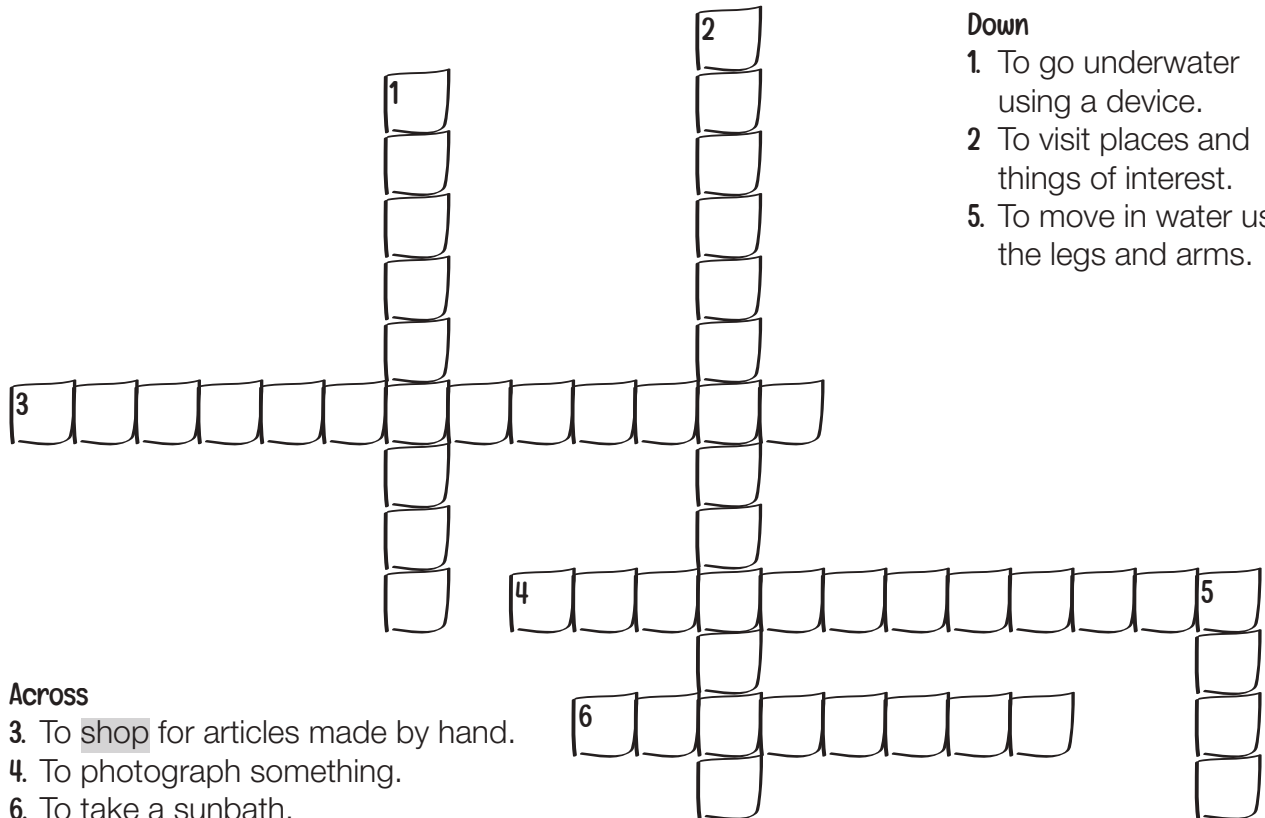 Down
1. To go underwater
using a device.
2 To visit places and
things of interest.
5. To move in water
the legs and arms.
1
2
3
4
5
6
Across
3. To shop for articles made by hand.
4. To photograph something.
6. To take a sunbath.